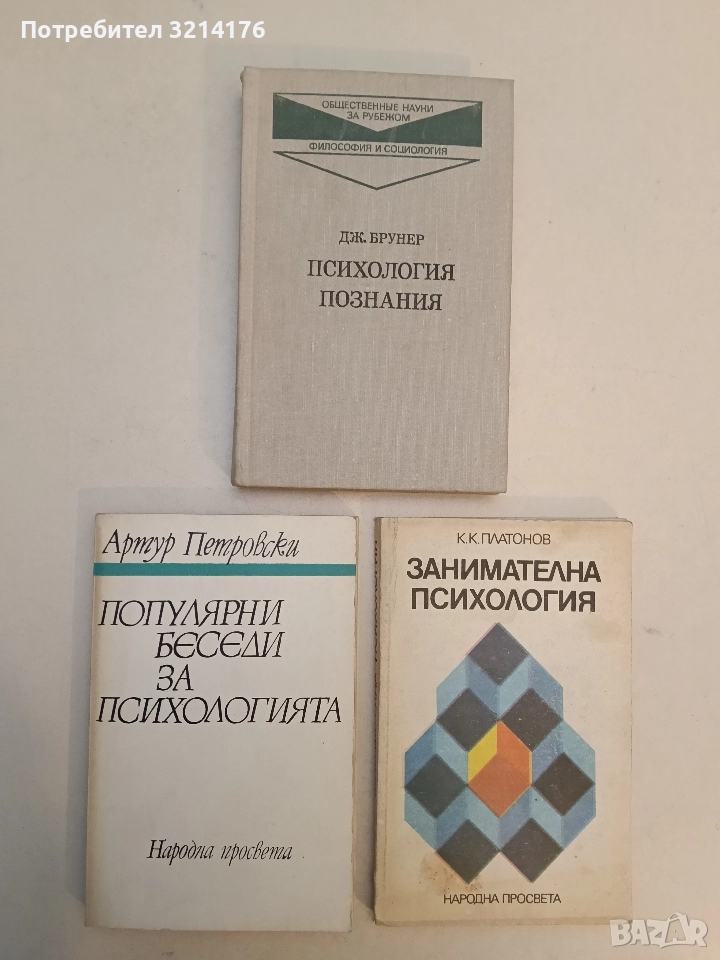 Потребител 3214176
ОБЩЕСТВЕННЫЕ НАУКИ
ЗА РУБЕЖОМ
ФИЛОСОФИЯ И СОЦИОЛОГИЯ
ДЖ. БРУНЕР
ПСИХОЛОГИЯ
ПОЗНАНИЯ
Артур Петровски
ПОПУЛЯРНИ
БЕСЕДИ
ЗА
ПСИХОЛОГИЯТА
Народна просвета
К. К. ПЛАТОНОВ
ЗАНИМАТЕЛНА
ПСИХОЛОГИЯ
НАРОДНА ПРОСВЕТА
BAZAR